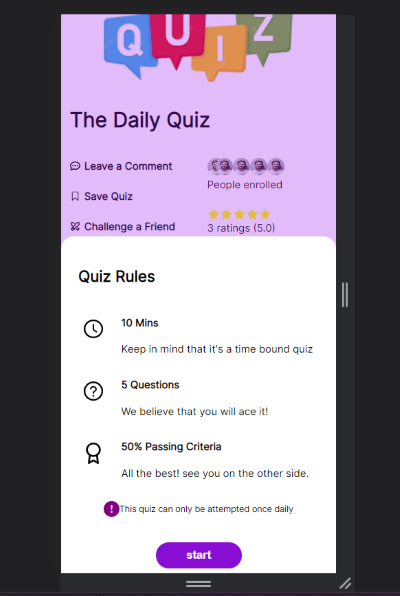 QUIZ
The Daily Quiz
Leave a Comment
People enrolled
Save Quiz
Challenge a Friend
3 ratings (5.0)
Quiz Rules
10 Mins
Keep in mind that it's a time bound quiz
5 Questions
We believe that you will ace it!
50% Passing Criteria
All the best! see you on the other side.
This quiz can only be attempted once daily
start